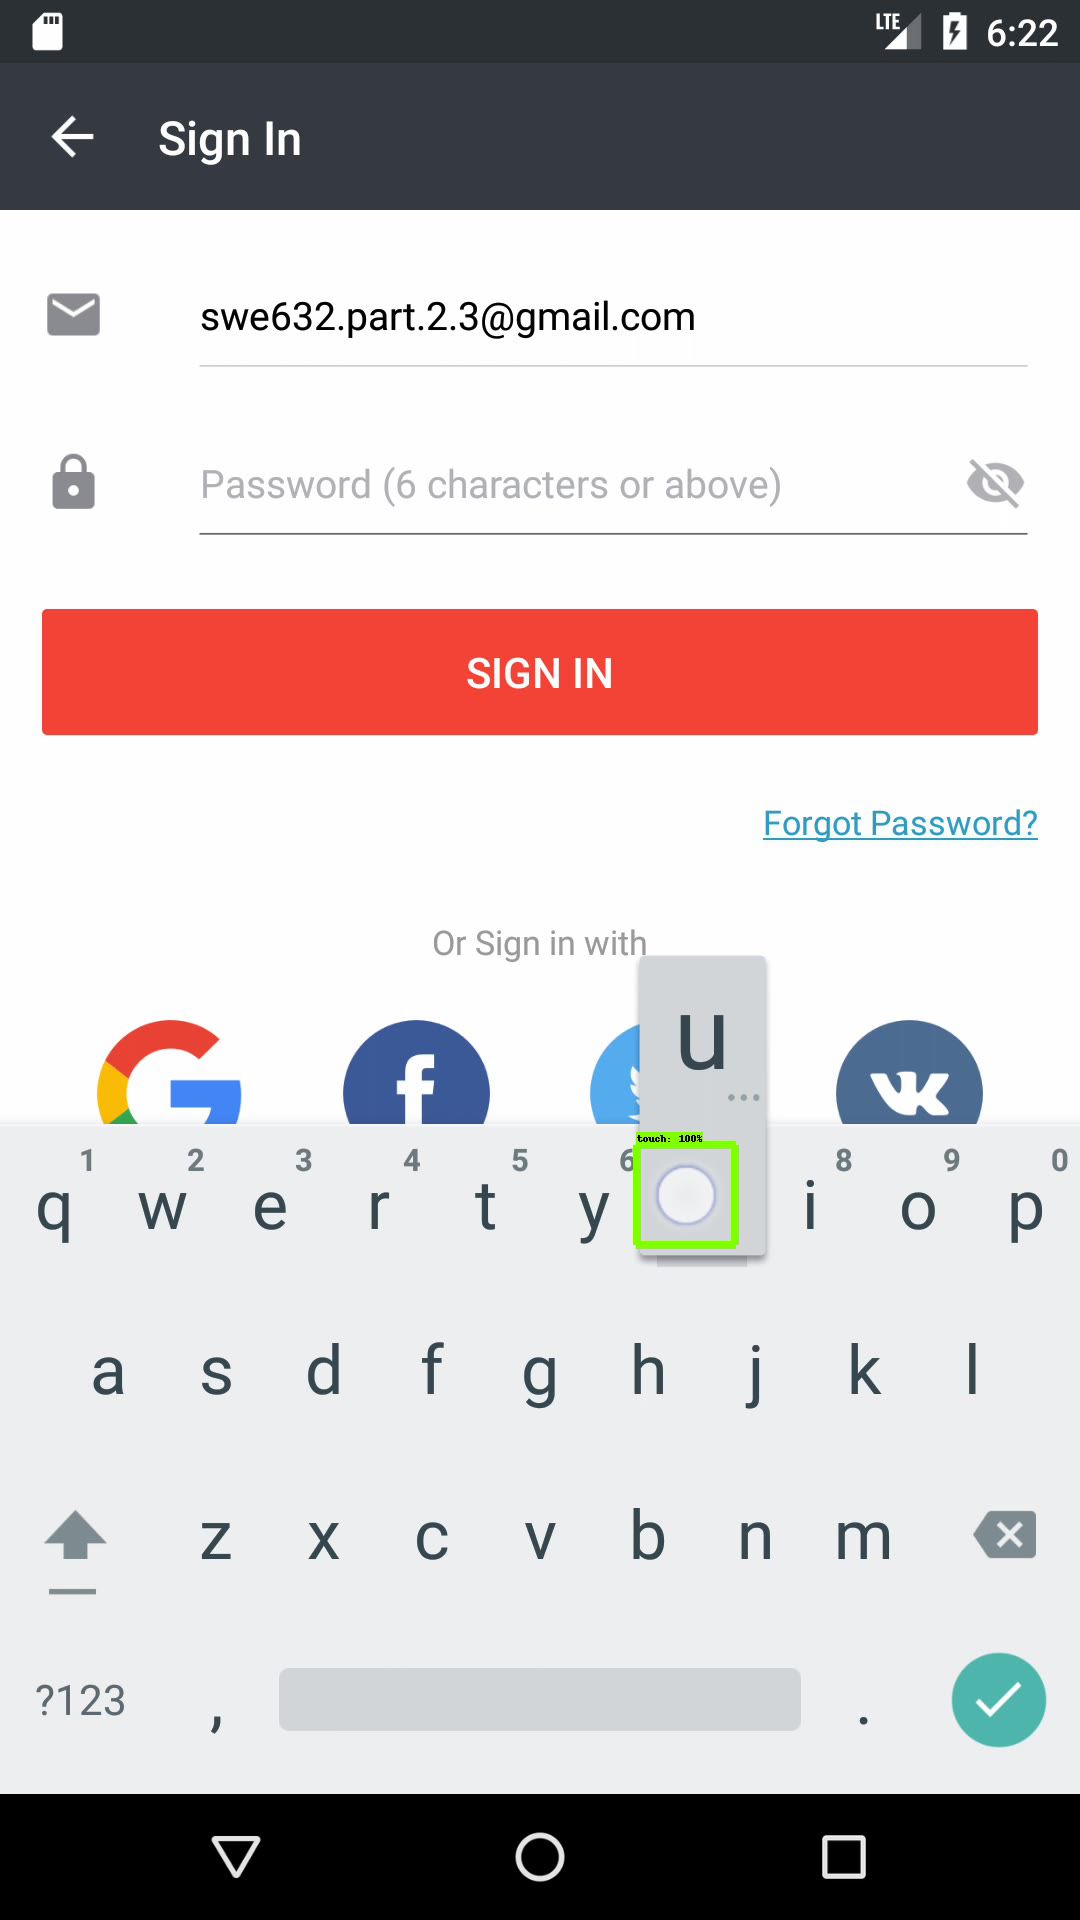 LTE 6:22
Sign In
swe632.part.2.3@gmail.com
Password (6 characters or above)
SIGN IN
Forgot Password?
Or Sign in with
u
...
touch: 100%
1 2 3 4 5 6 8 9 0
q w e r t y i o p
a s d f g h j k l
z x c v b n m
?123 , .